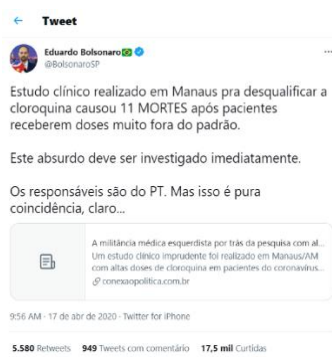 Tweet
Eduardo Bolsonaro
@BolsonaroSP
Estudo clínico realizado em Manaus pra desqualificar a
cloroquina causou 11 MORTES após pacientes
receberem doses muito fora do padrão.
Este absurdo deve ser investigado imediatamente.
Os responsáveis são do PT. Mas isso é pura
coincidência, claro...
A militância médica esquerdista por trás da pesquisa com al...
Um estudo clínico imprudente foi realizado em Manaus/AM
com altas doses de cloroquina em pacientes do coronavírus...
conexaopolitica.com.br
9:56 AM · 17 de abr de 2020 · Twitter for iPhone
5.580 Retweets 949 Tweets com comentário 17,5 mil Curtidas